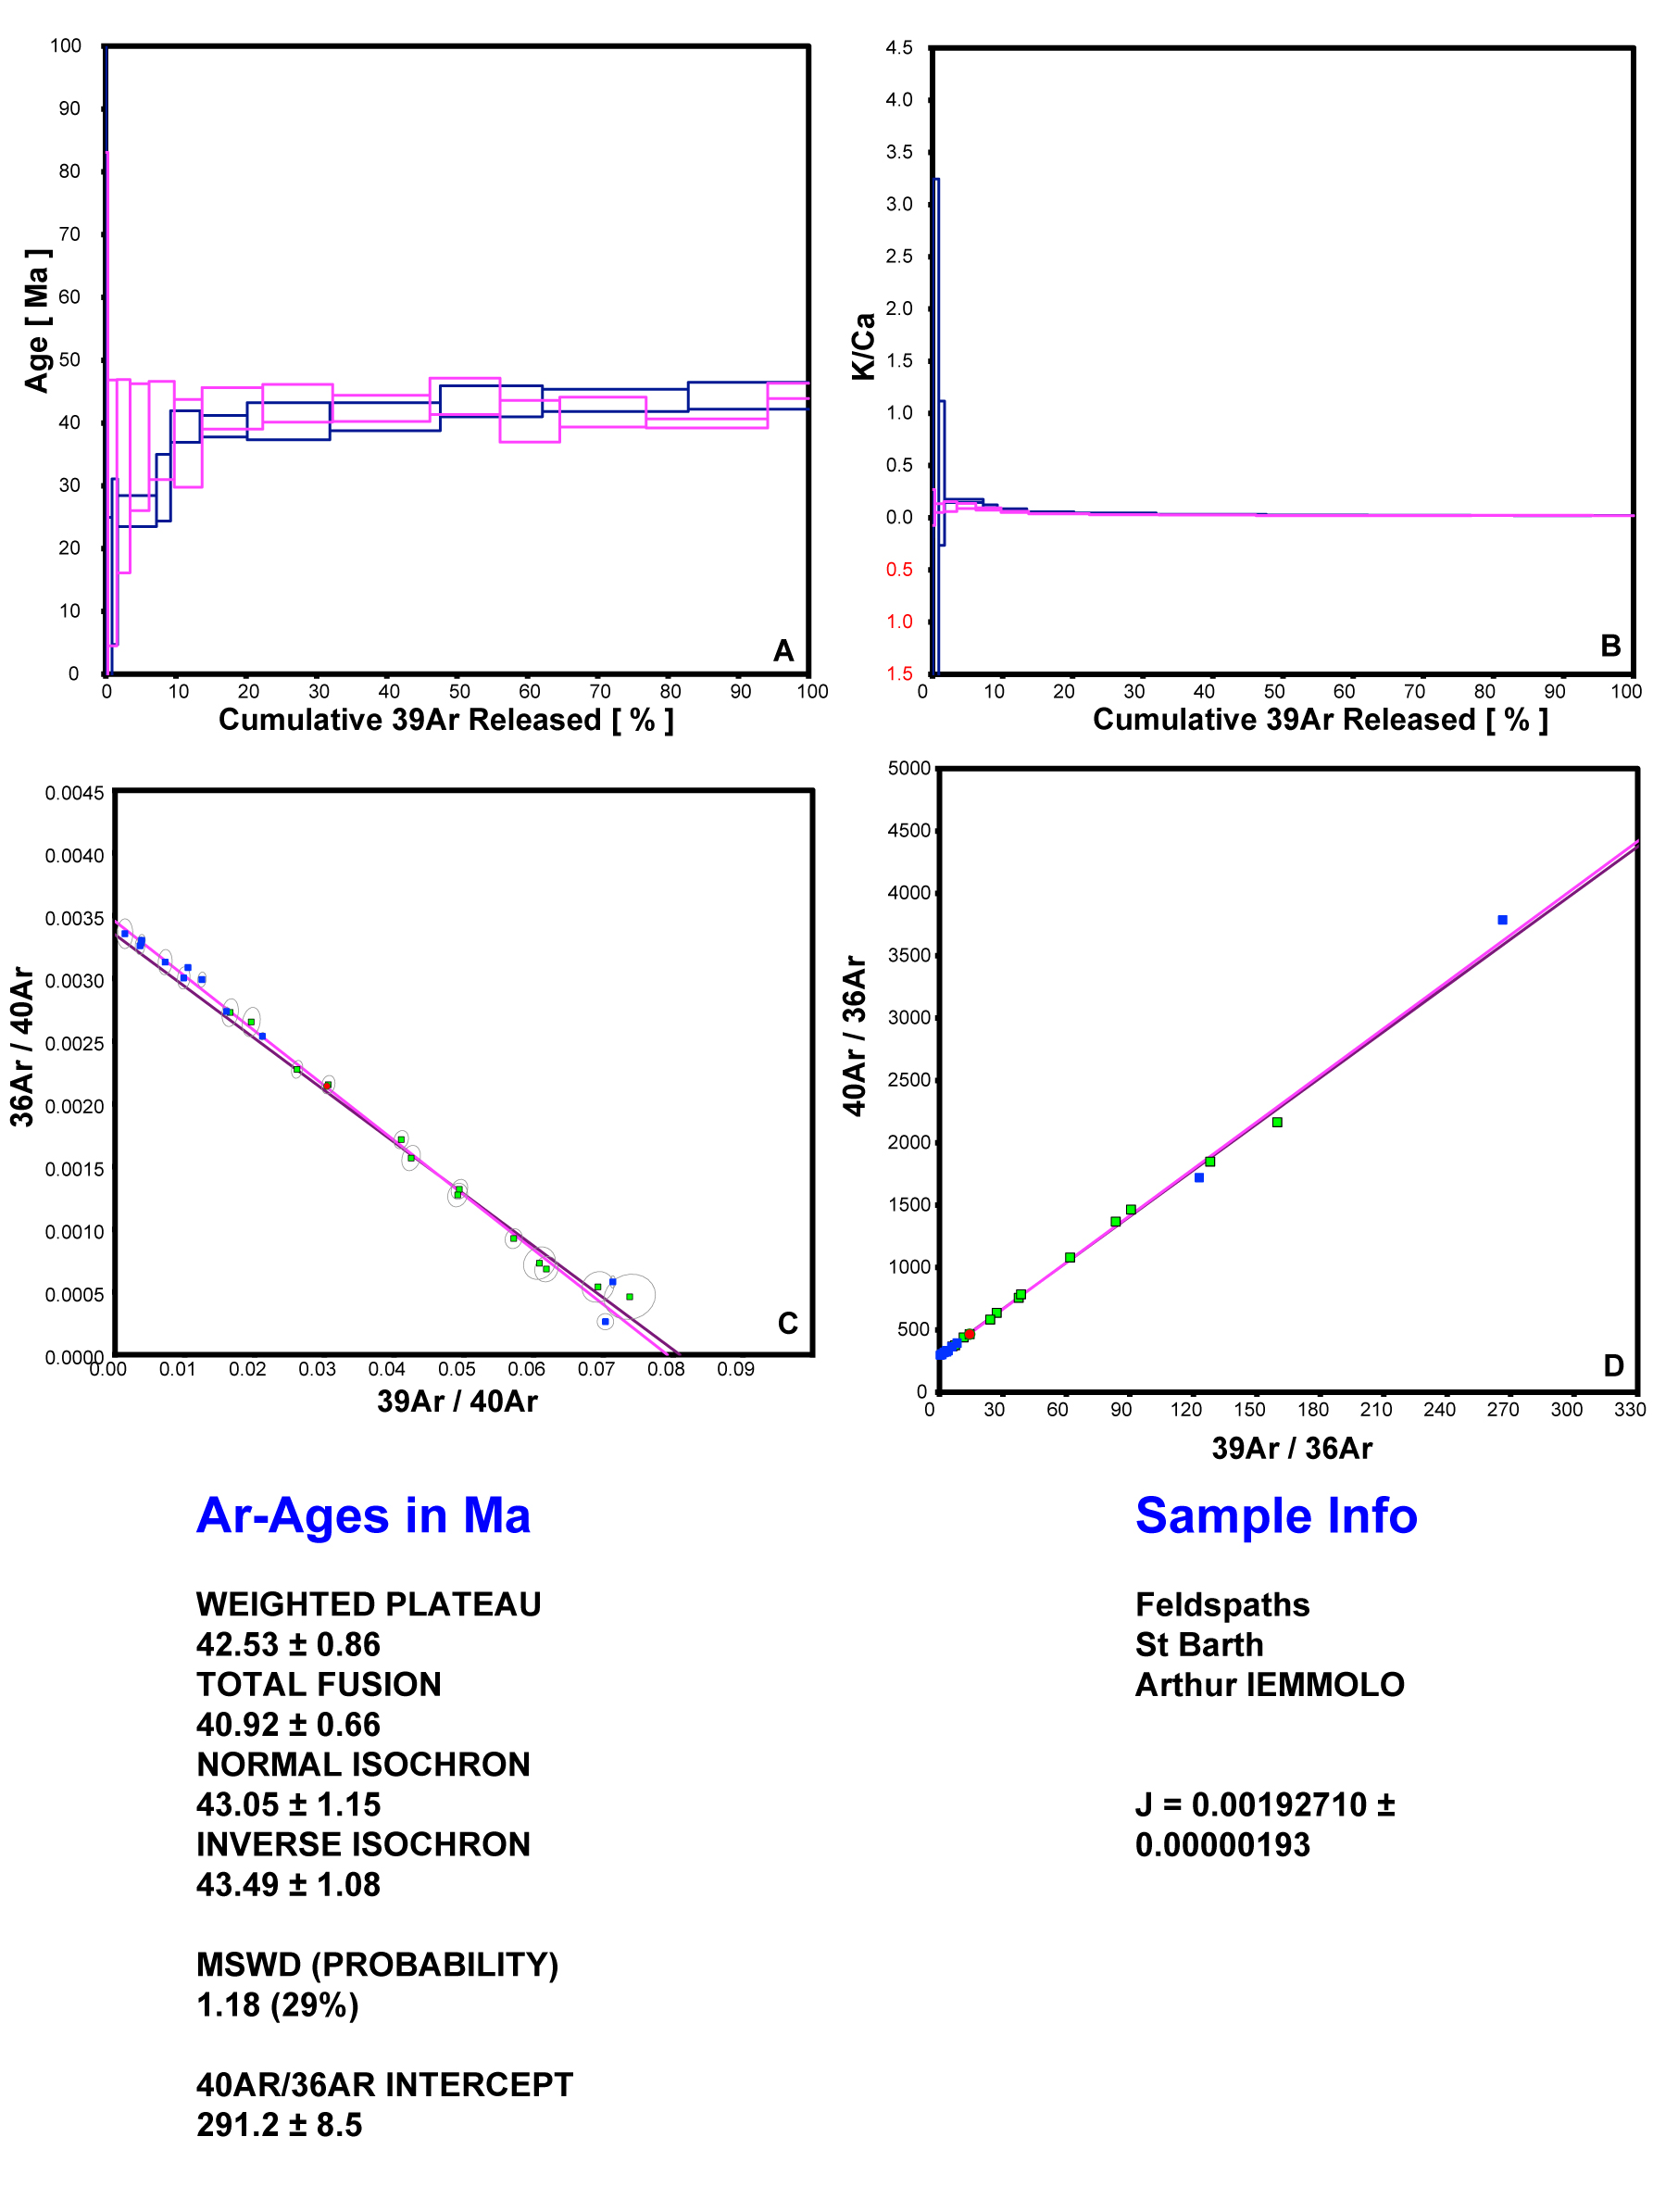 100
90
80
70
60
50
40
30
20
10
0
Age [ Ma ]
0 10 20 30 40 50 60 70 80 90 100
Cumulative 39Ar Released [ % ]
A
4.5
4.0
3.5
3.0
2.5
2.0
1.5
1.0
0.5
0.0
0.5
1.0
1.5
K/Ca
0 10 20 30 40 50 60 70 80 90 100
Cumulative 39Ar Released [ % ]
B
0.0045
0.0040
0.0035
0.0030
0.0025
0.0020
0.0015
0.0010
0.0005
0.0000
36Ar / 40Ar
0.00 0.01 0.02 0.03 0.04 0.05 0.06 0.07 0.08 0.09
39Ar / 40Ar
C
5000
4500
4000
3500
3000
2500
2000
1500
1000
500
0
40Ar / 36Ar
0 30 60 90 120 150 180 210 240 270 300 330
39Ar / 36Ar
D
Ar-Ages in Ma
WEIGHTED PLATEAU
42.53 ± 0.86
TOTAL FUSION
40.92 ± 0.66
NORMAL ISOCHRON
43.05 ± 1.15
INVERSE ISOCHRON
43.49 ± 1.08
MSWD (PROBABILITY)
1.18 (29%)
40AR/36AR INTERCEPT
291.2 ± 8.5
Sample Info
Feldspaths
St Barth
Arthur IEMMOLO
J = 0.00192710 ±
0.00000193